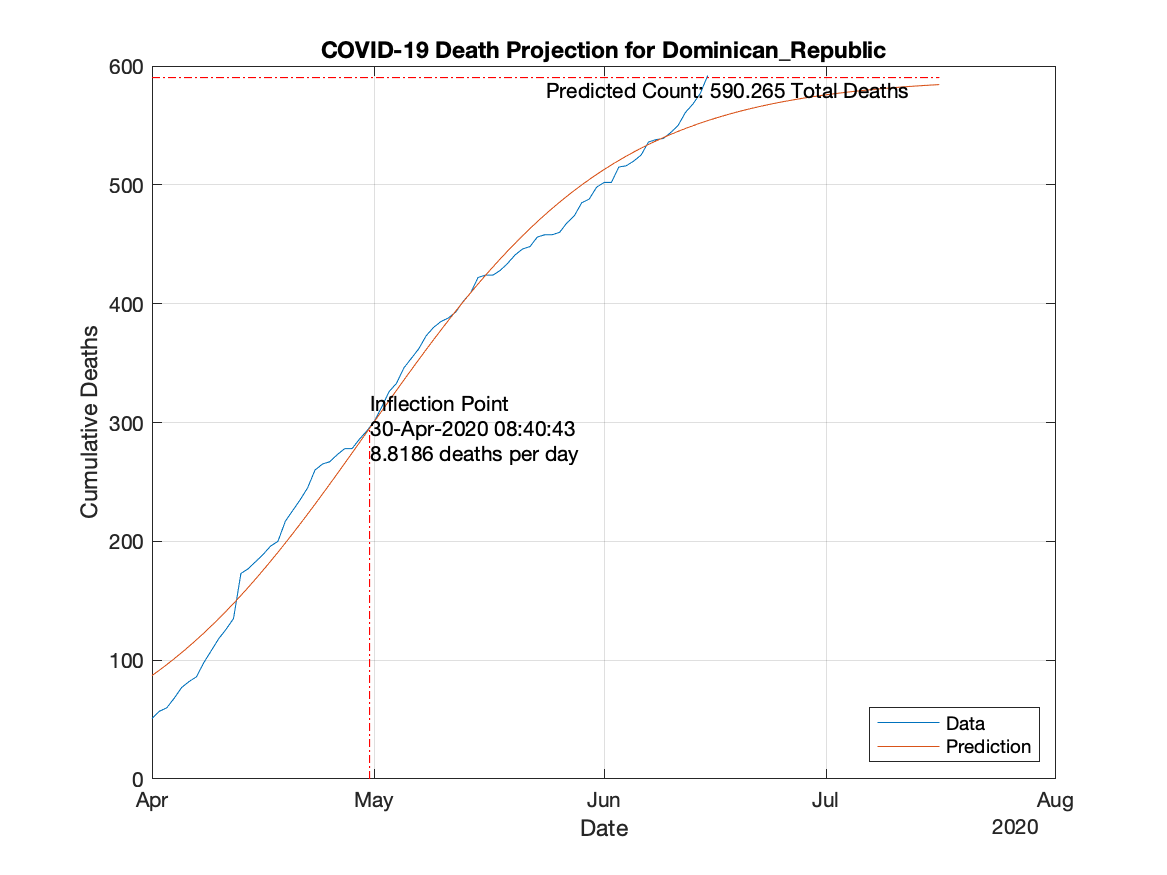 COVID-19 Death Projection for Dominican_Republic
600
500
400
300
200
100
0
Cumulative Deaths
Predicted Count: 590.265 Total Deaths
Inflection Point
30-Apr-2020 08:40:43
8.8186 deaths per day
Data
Prediction
Apr May Jun Jul Aug
Date
2020